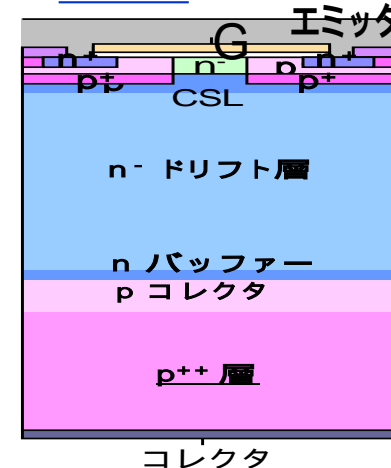 エミッタ
G
n+ n- p n+
p+ p p+
CSL
n- ドリフト層
n バッファー
p コレクタ
p++ 層
コレクタ